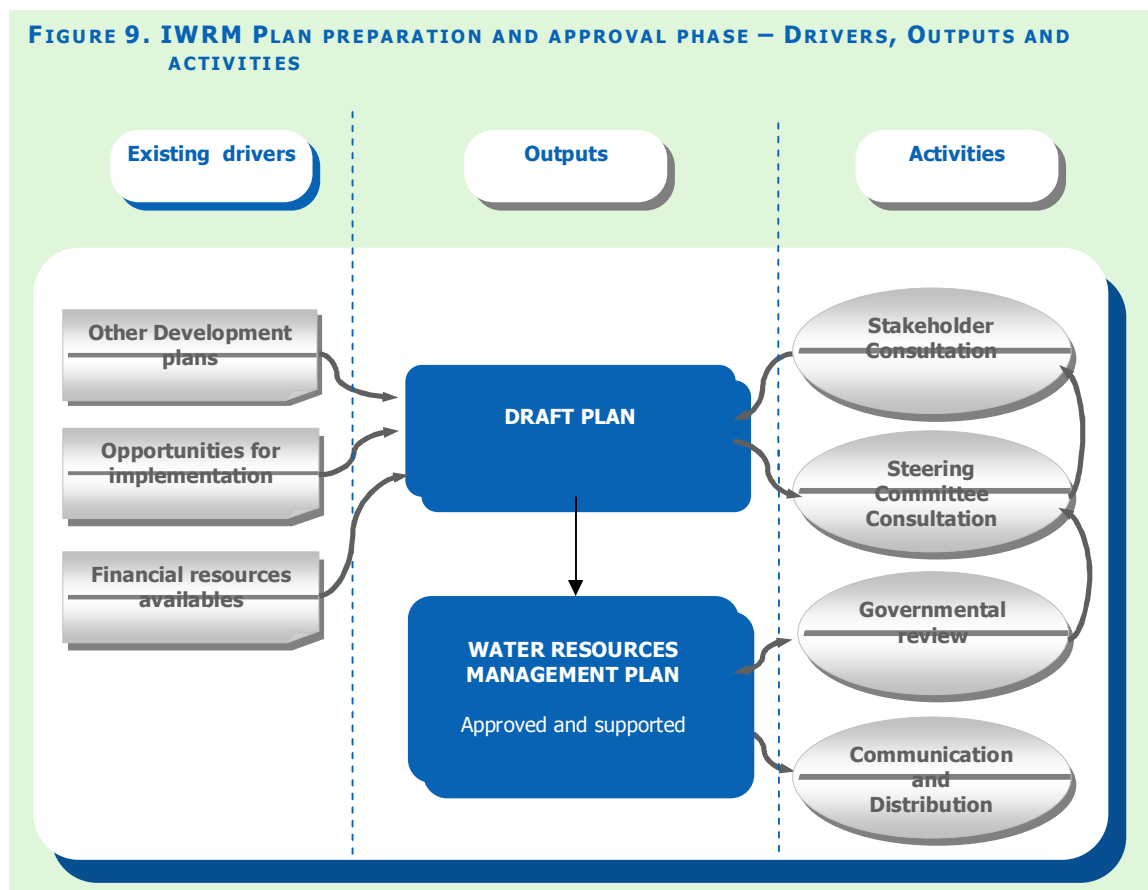 FIGURE 9. IWRM PLAN PREPARATION AND APPROVAL PHASE – DRIVERS, OUTPUTS AND
ACTIVITIES
Existing drivers
Outputs
Activities
Other Development
plans
Opportunities for
implementation
Financial resources
availables
DRAFT PLAN
WATER RESOURCES
MANAGEMENT PLAN
Approved and supported
Stakeholder
Consultation
Steering
Committee
Consultation
Governmental
review
Communication
and
Distribution